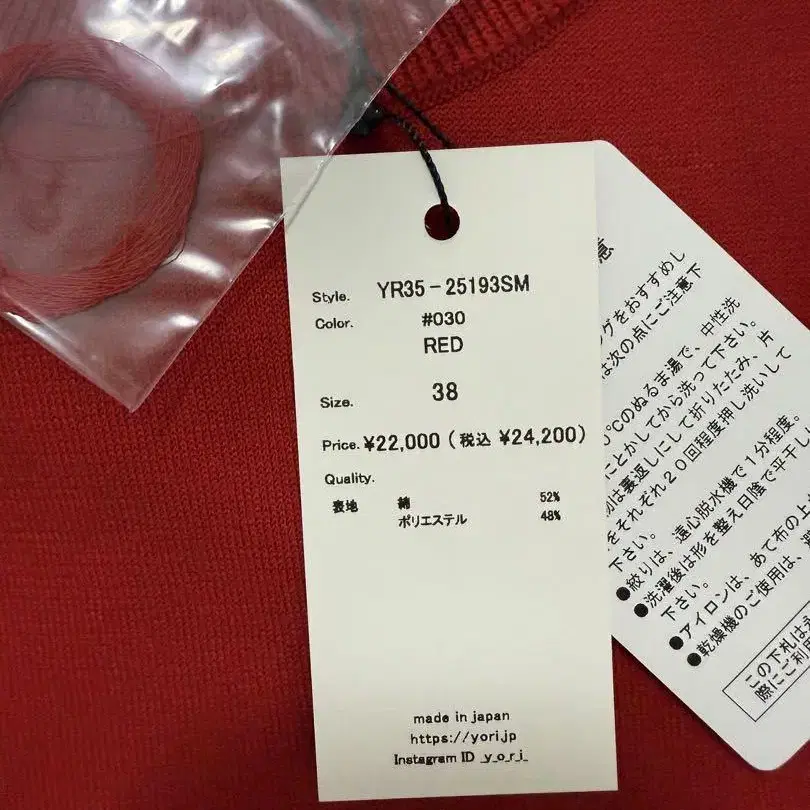 Style. YR35-25193SM
Color. #030
RED
Size. 38
Price. ¥22,000 (税込 ¥24,200)
Quality.
表地 綿 52%
ポリエステル 48%
made in japan
https://yori.jp
Instagram ID _y_o_r_i_
意
グをおすすめし
は次の点にご注意下
℃のぬるま湯で、中性洗
にとかしてから洗って下さい。
物は裏返しにして折りたたみ、片
をそれぞれ20回程度押し洗いして
下さい。
●絞りは、遠心脱水機で1分程度。
●洗濯後は形を整え日陰で平干し
下さい。
●アイロンは、あて布の上
●乾燥機のご使用は、避
この下札は
際にご利用